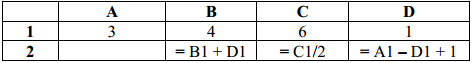 A B C D
1 3 4 6 1
2 = B1 + D1 = C1/2 = A1 – D1 + 1